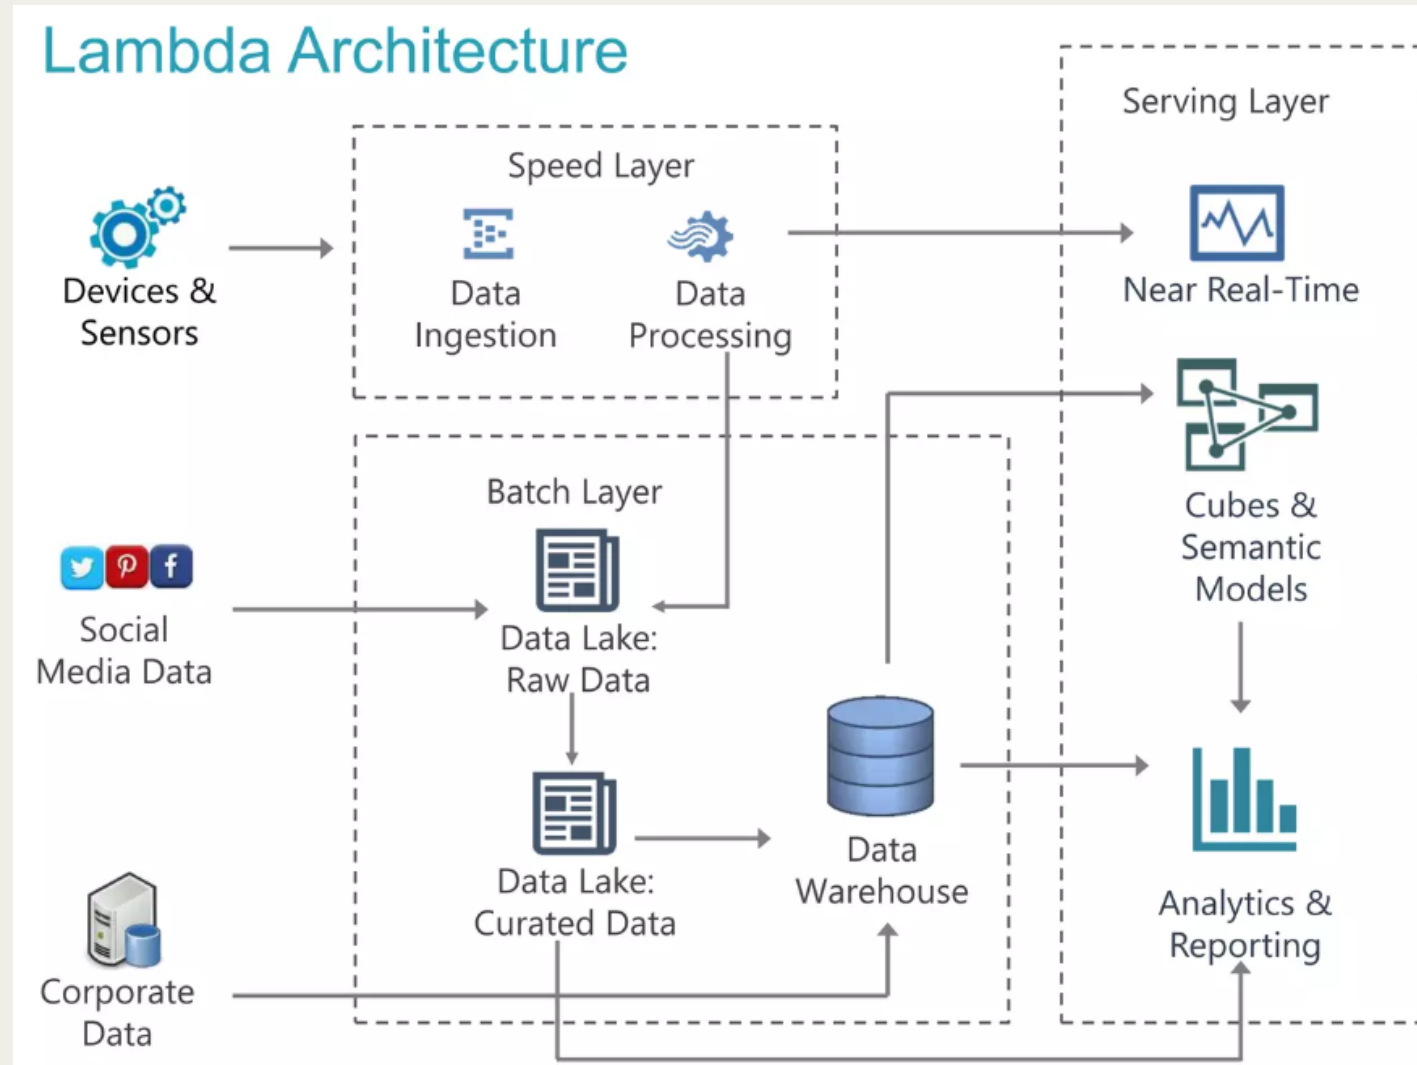 Lambda Architecture
Serving Layer
Speed Layer
Devices &
Sensors
Data
Ingestion
Data
Processing
Near Real-Time
Batch Layer
Cubes &
Semantic
Models
Social
Media Data
Data Lake:
Raw Data
Data
Warehouse
Data Lake:
Curated Data
Analytics &
Reporting
Corporate
Data